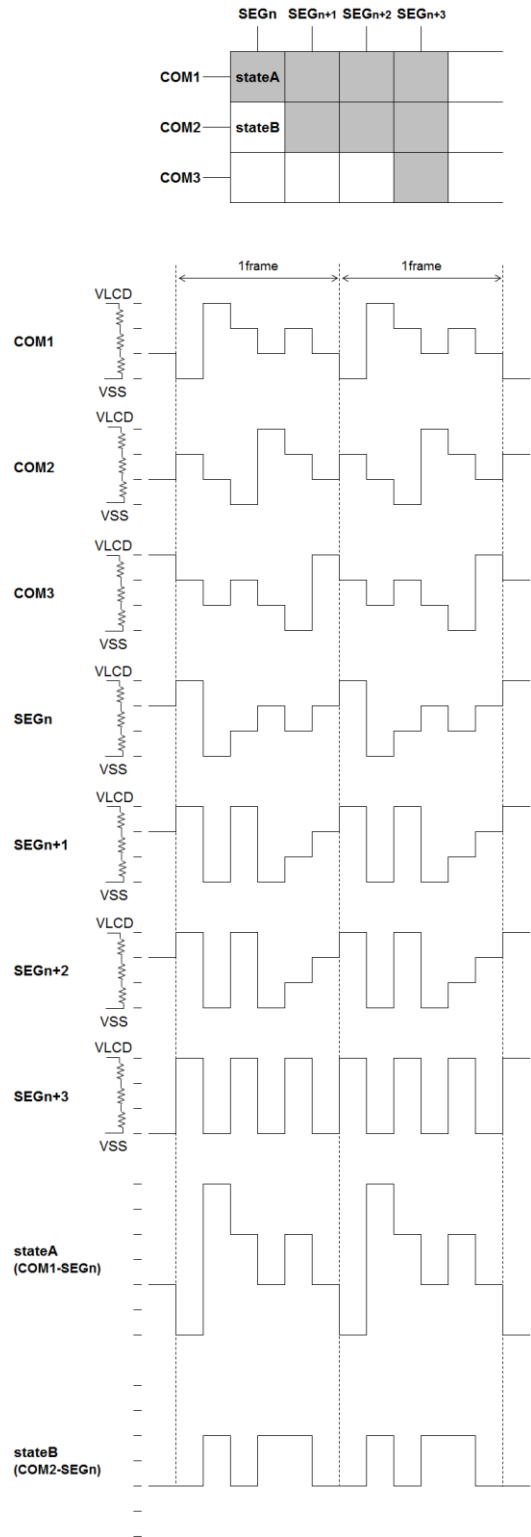 SEGn SEGn+1 SEGn+2 SEGn+3
COM1 stateA
COM2 stateB
COM3
1frame 1frame
VLCD
COM1
VSS
VLCD
COM2
VSS
VLCD
COM3
VSS
VLCD
SEGn
VSS
VLCD
SEGn+1
VSS
VLCD
SEGn+2
VSS
VLCD
SEGn+3
VSS
stateA
(COM1-SEGn)
stateB
(COM2-SEGn)